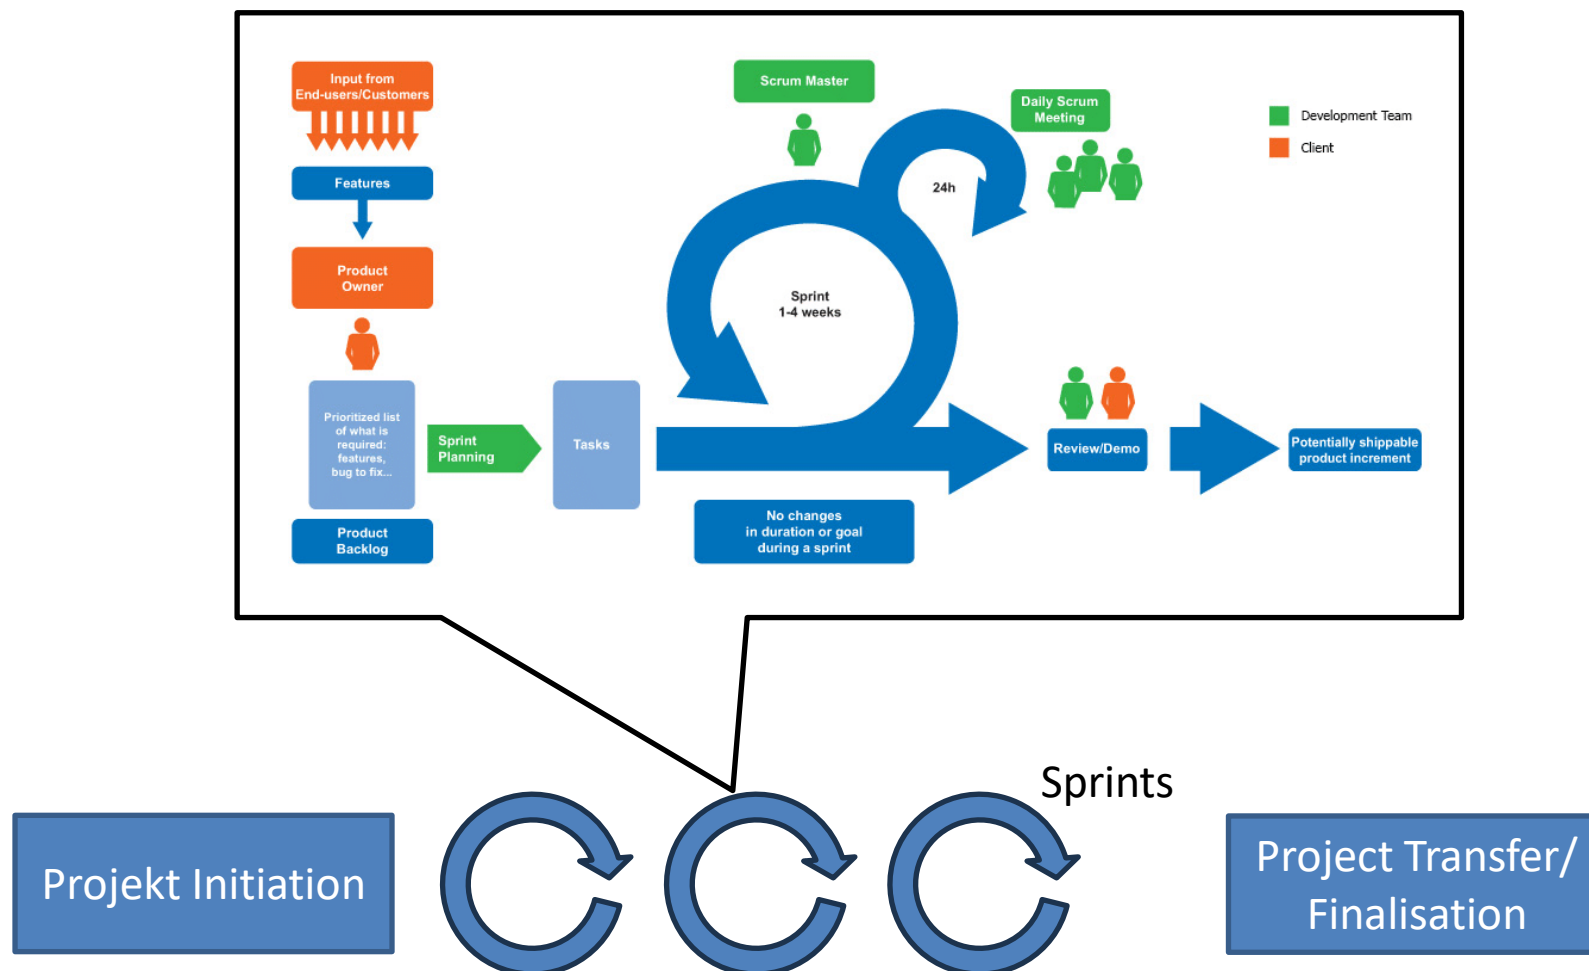 Input from
End-users/Customers
Features
Product
Owner
Prioritized list
of what is
required:
features,
bug to fix...
Product
Backlog
Sprint
Planning
Tasks
Scrum Master
Daily Scrum
Meeting
24h
Sprint
1-4 weeks
No changes
in duration or goal
during a sprint
Review/Demo
Potentially shippable
product increment
Development Team
Client
Sprints
Projekt Initiation
Project Transfer/
Finalisation